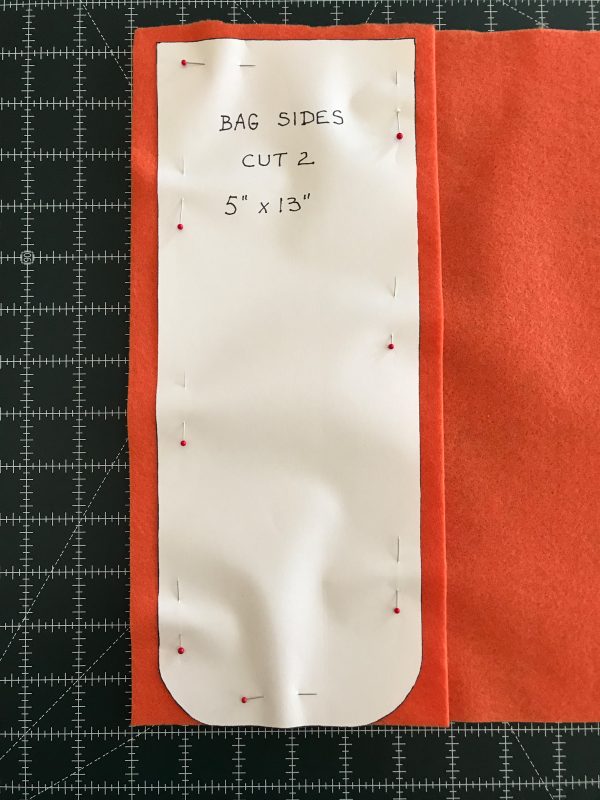 BAG SIDES
CUT 2
5" x 13"